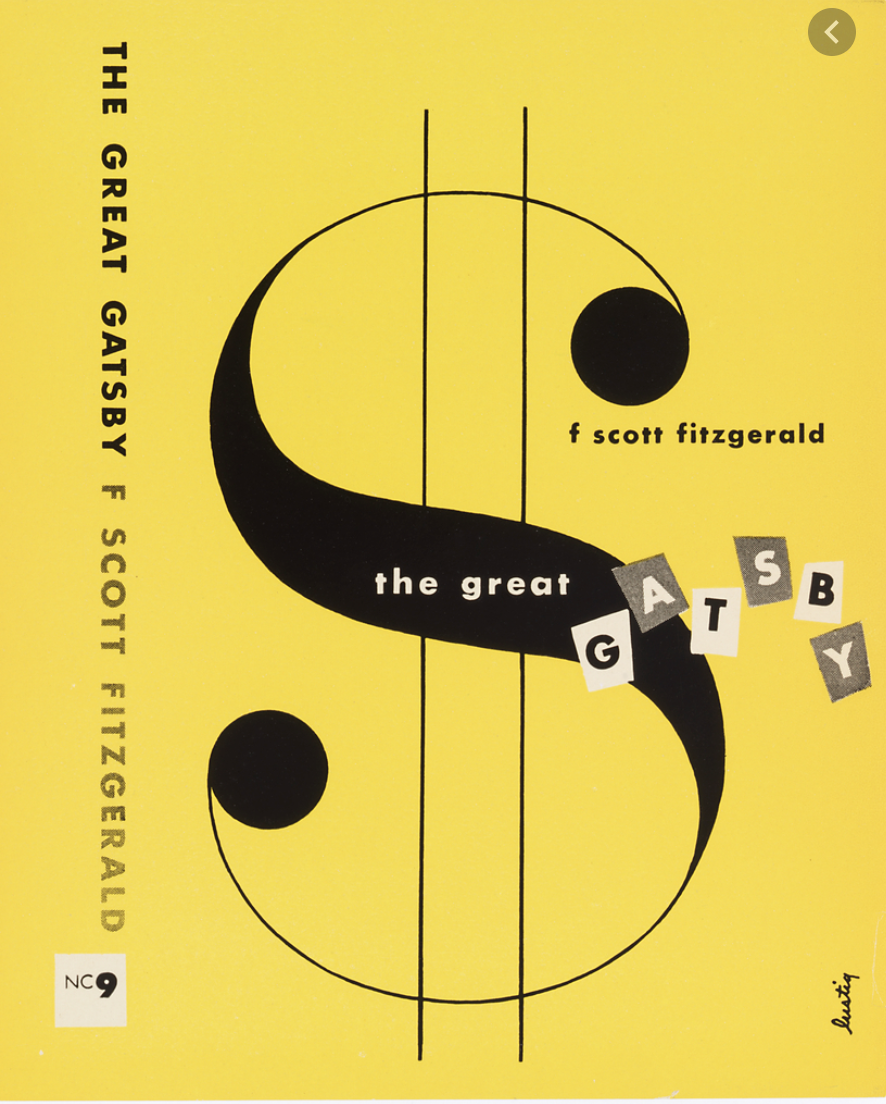 THE GREAT GATSBY F SCOTT FITZGERALD
NC9
f scott fitzgerald
the great GATSBY
lustig